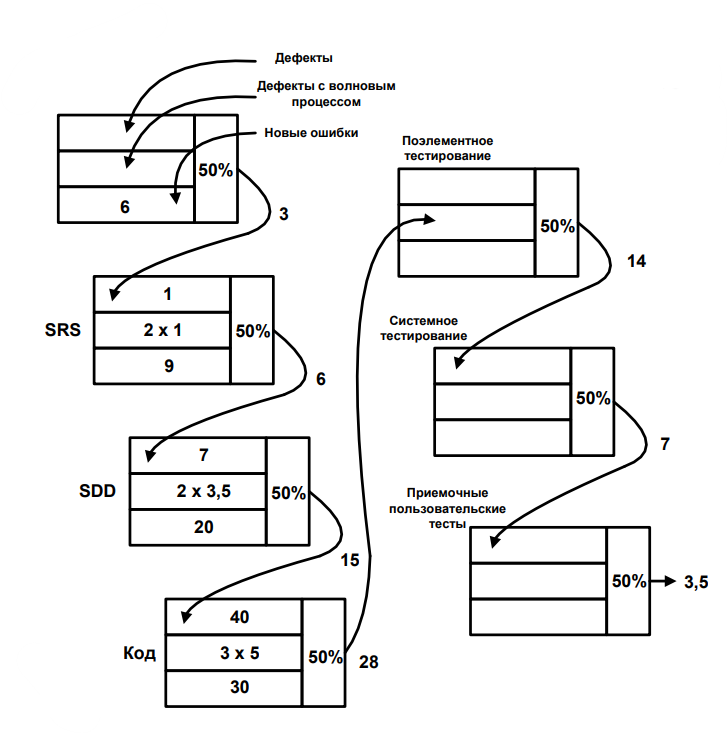 Дефекты
Дефекты с волновым
процессом
Новые ошибки
50%
6
3
SRS
1
2 x 1
9
50%
6
SDD
7
2 x 3,5
20
50%
15
Код
40
3 x 5
30
50%
28
Поэлементное
тестирование
50%
14
Системное
тестирование
50%
7
Приемочные
пользовательские
тесты
50%
3,5